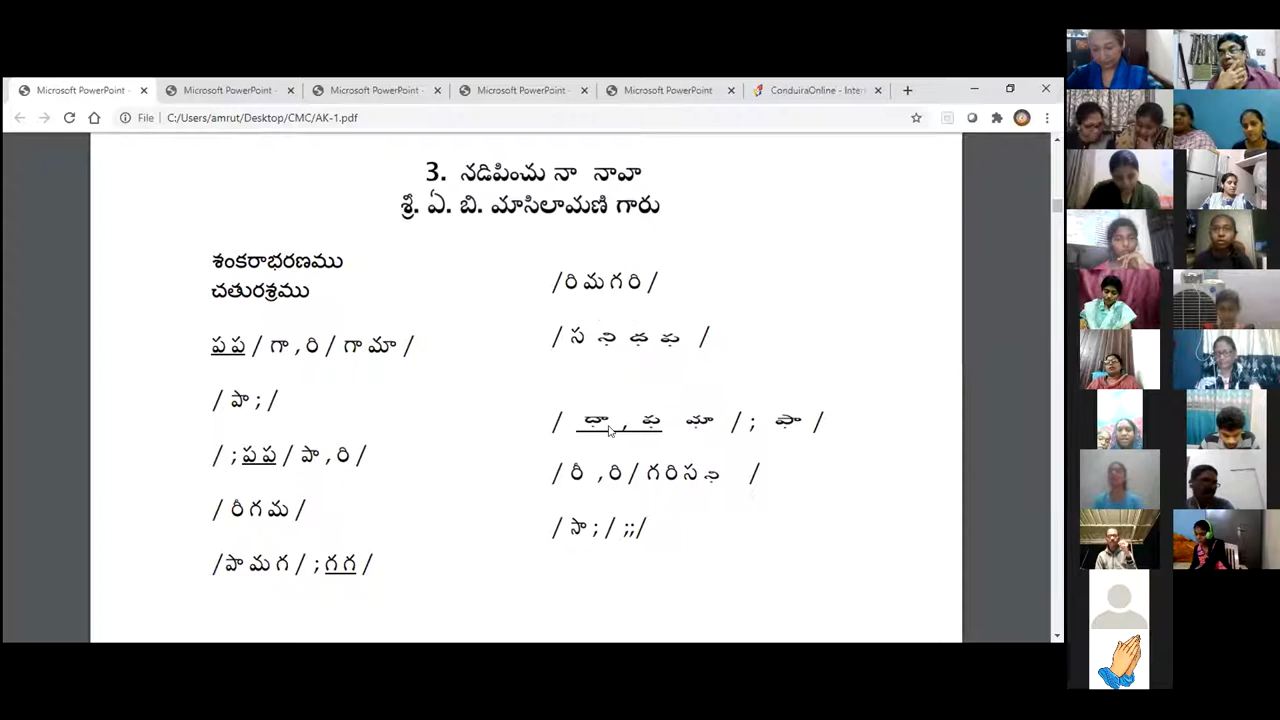 Microsoft PowerPoint - Microsoft PowerPoint - Microsoft PowerPoint - Microsoft PowerPoint - Microsoft PowerPoint ConduiraOnline - Inter
File C:/Users/amrut/Desktop/CMC/AK-1.pdf
3. నడిపించు నా నావా
శ్రీ. ఏ. బి. మాసిలామణి గారు
శంకరాభరణము
చతురశ్రము
పప / గా , రి / గా మా /
/ పా ; /
/ ; పప / పా , రి /
/ రీ గ మ /
/పా మ గ / ; గగ /
/రి మ గ రి /
/ స ని ద ప /
/ దా , ప మా / ; పా /
/ రీ , రి / గ రి స ని /
/ సా ; / ;; /